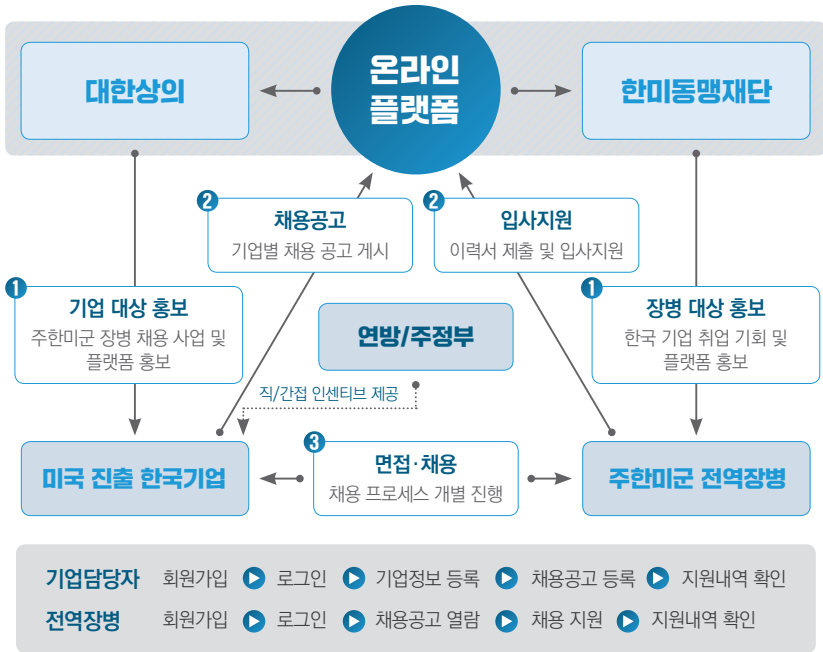 대한상의
온라인
플랫폼
한미동맹재단
2
채용공고
기업별 채용 공고 게시
2
입사지원
이력서 제출 및 입사지원
1
기업 대상 홍보
주한미군 장병 채용 사업 및
플랫폼 홍보
연방/주정부
1
장병 대상 홍보
한국 기업 취업 기회 및
플랫폼 홍보
직/간접 인센티브 제공
미국 진출 한국기업
3
면접·채용
채용 프로세스 개별 진행
주한미군 전역장병
기업담당자 회원가입 로그인 기업정보 등록 채용공고 등록 지원내역 확인
전역장병 회원가입 로그인 채용공고 열람 채용 지원 지원내역 확인